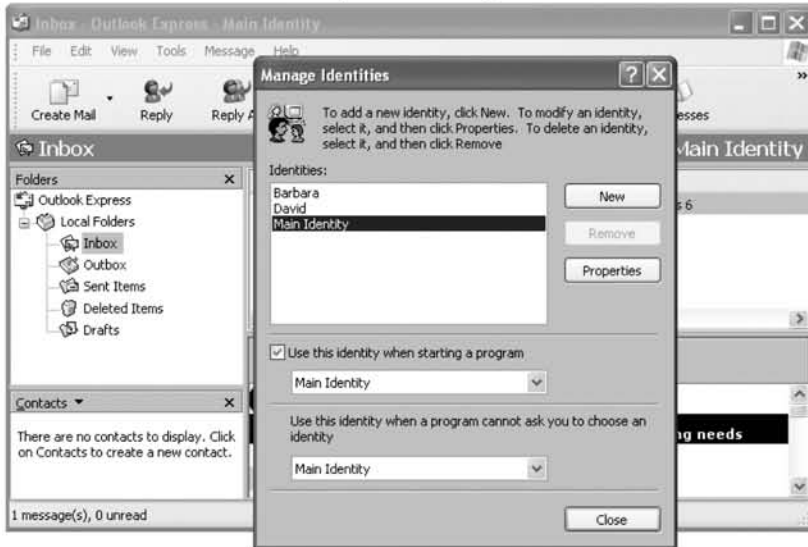 Inbox - Outlook Express - Main Identity
File Edit View Tools Message Help
Create Mail Reply Reply A
esses
Inbox
Main Identity
Folders
Outlook Express
Local Folders
Inbox
Outbox
Sent Items
Deleted Items
Drafts
Contacts
There are no contacts to display. Click
on Contacts to create a new contact.
1 message(s), 0 unread
s 6
ng needs
Manage Identities
To add a new identity, click New. To modify an identity,
select it, and then click Properties. To delete an identity,
select it, and then click Remove
Identities:
Barbara
David
Main Identity
New
Remove
Properties
Use this identity when starting a program
Main Identity
Use this identity when a program cannot ask you to choose an
identity
Main Identity
Close